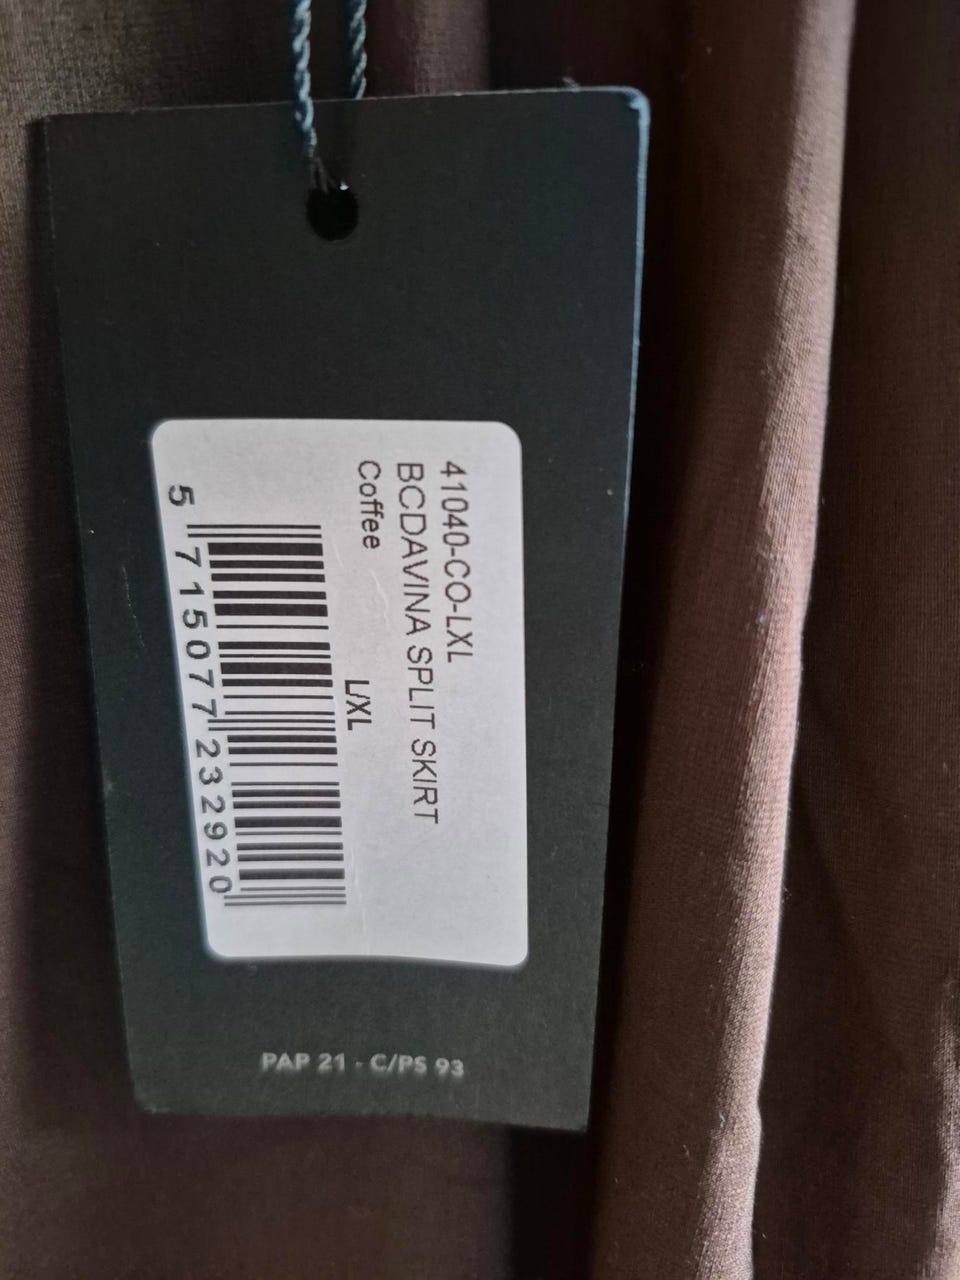 41040-CO-LXL
BCDAVINA SPLIT SKIRT
Coffee
L/XL
5 715077 232920
PAP 21 - C/PS 93